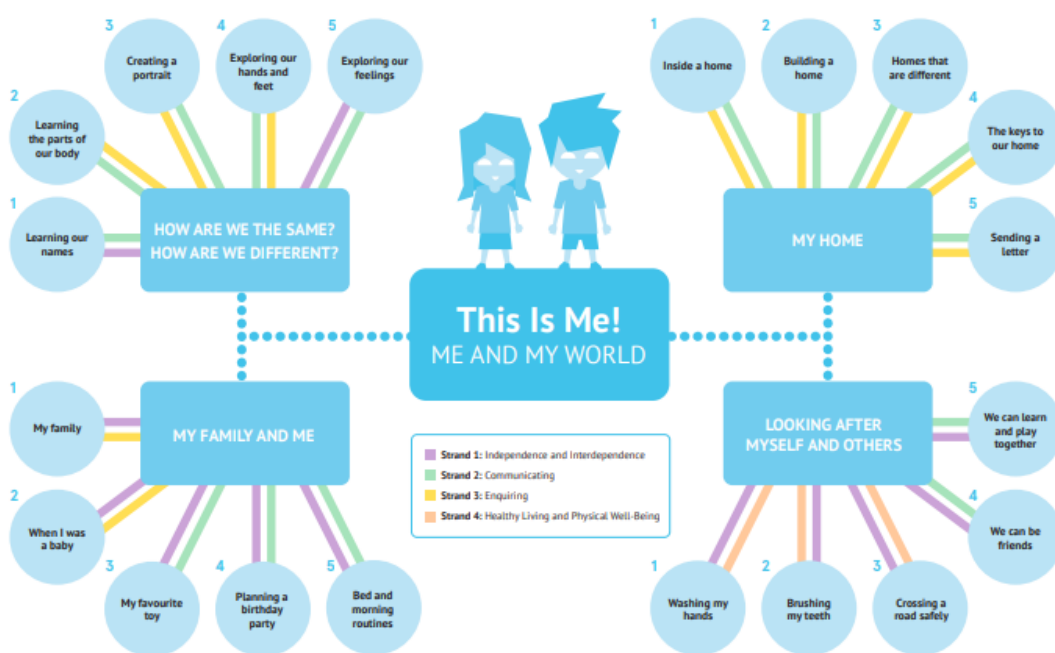 3
Creating a
portrait
4
Exploring our
hands and
feet
5
Exploring our
feelings
2
Learning
the parts of
our body
1
Learning our
names
HOW ARE WE THE SAME?
HOW ARE WE DIFFERENT?
1
Inside a home
2
Building a
home
3
Homes that
are different
4
The keys to
our home
5
Sending a
letter
MY HOME
This Is Me!
ME AND MY WORLD
1
My family
2
When I was
a baby
3
My favourite
toy
4
Planning a
birthday
party
5
Bed and
morning
routines
MY FAMILY AND ME
Strand 1: Independence and Interdependence
Strand 2: Communicating
Strand 3: Enquiring
Strand 4: Healthy Living and Physical Well-Being
LOOKING AFTER
MYSELF AND OTHERS
5
We can learn
and play
together
4
We can be
friends
1
Washing my
hands
2
Brushing
my teeth
3
Crossing a
road safely